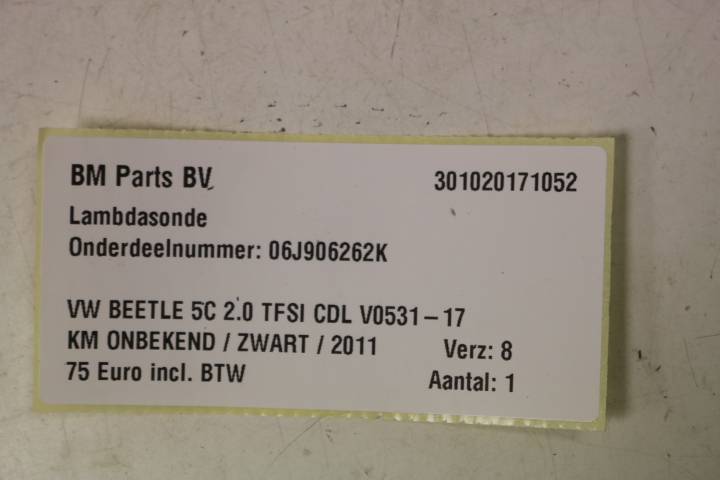 BM Parts BV 301020171052
Lambdasonde
Onderdeelnummer: 06J906262K
VW BEETLE 5C 2.0 TFSI CDL V0531-17
KM ONBEKEND / ZWART / 2011 Verz: 8
75 Euro incl. BTW Aantal: 1